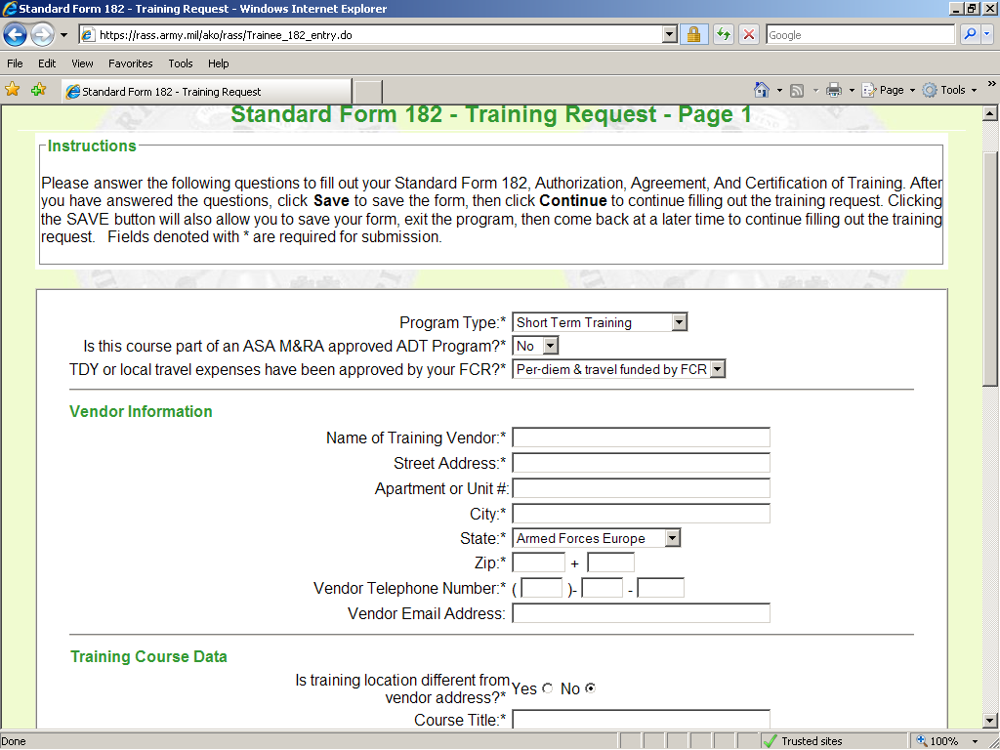 Standard Form 182 - Training Request - Windows Internet Explorer
https://rass.army.mil/ako/rass/Trainee_182_entry.do
Google
File Edit View Favorites Tools Help
Standard Form 182 - Training Request
Page Tools »
Standard Form 182 - Training Request - Page 1
Instructions
Please answer the following questions to fill out your Standard Form 182, Authorization, Agreement, And Certification of Training. After
you have answered the questions, click Save to save the form, then click Continue to continue filling out the training request. Clicking
the SAVE button will also allow you to save your form, exit the program, then come back at a later time to continue filling out the training
request. Fields denoted with * are required for submission.
Program Type:* Short Term Training
Is this course part of an ASA M&RA approved ADT Program?* No
TDY or local travel expenses have been approved by your FCR?* Per-diem & travel funded by FCR
Vendor Information
Name of Training Vendor:*
Street Address:*
Apartment or Unit #:
City:*
State:* Armed Forces Europe
Zip:* +
Vendor Telephone Number:* ( )- -
Vendor Email Address:
Training Course Data
Is training location different from
vendor address?* Yes No
Course Title:*
Done Trusted sites 100%